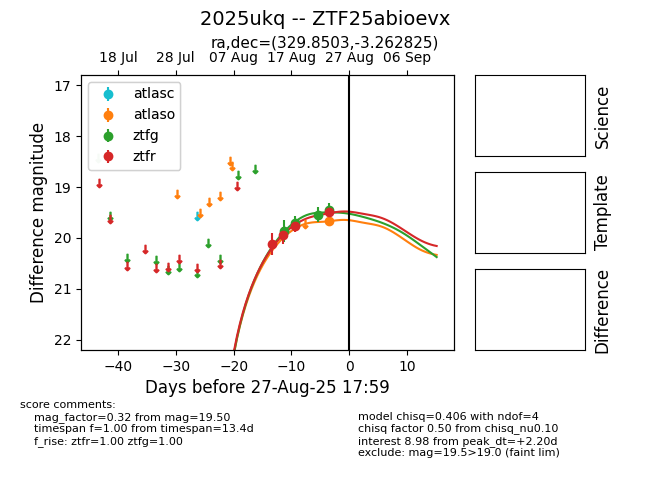 2025ukq -- ZTF25abioevx
ra,dec=(329.8503,-3.262825)
18 Jul 28 Jul 07 Aug 17 Aug 27 Aug 06 Sep
17
18
19
20
21
22
Difference magnitude
atlasc
atlaso
ztfg
ztfr
−40 −30 −20 −10 0 10
Days before 27-Aug-25 17:59
Science
Template
Difference
score comments:
mag_factor=0.32 from mag=19.50
timespan f=1.00 from timespan=13.4d
f_rise: ztfr=1.00 ztfg=1.00
model chisq=0.406 with ndof=4
chisq factor 0.50 from chisq_nu0.10
interest 8.98 from peak_dt=+2.20d
exclude: mag=19.5>19.0 (faint lim)